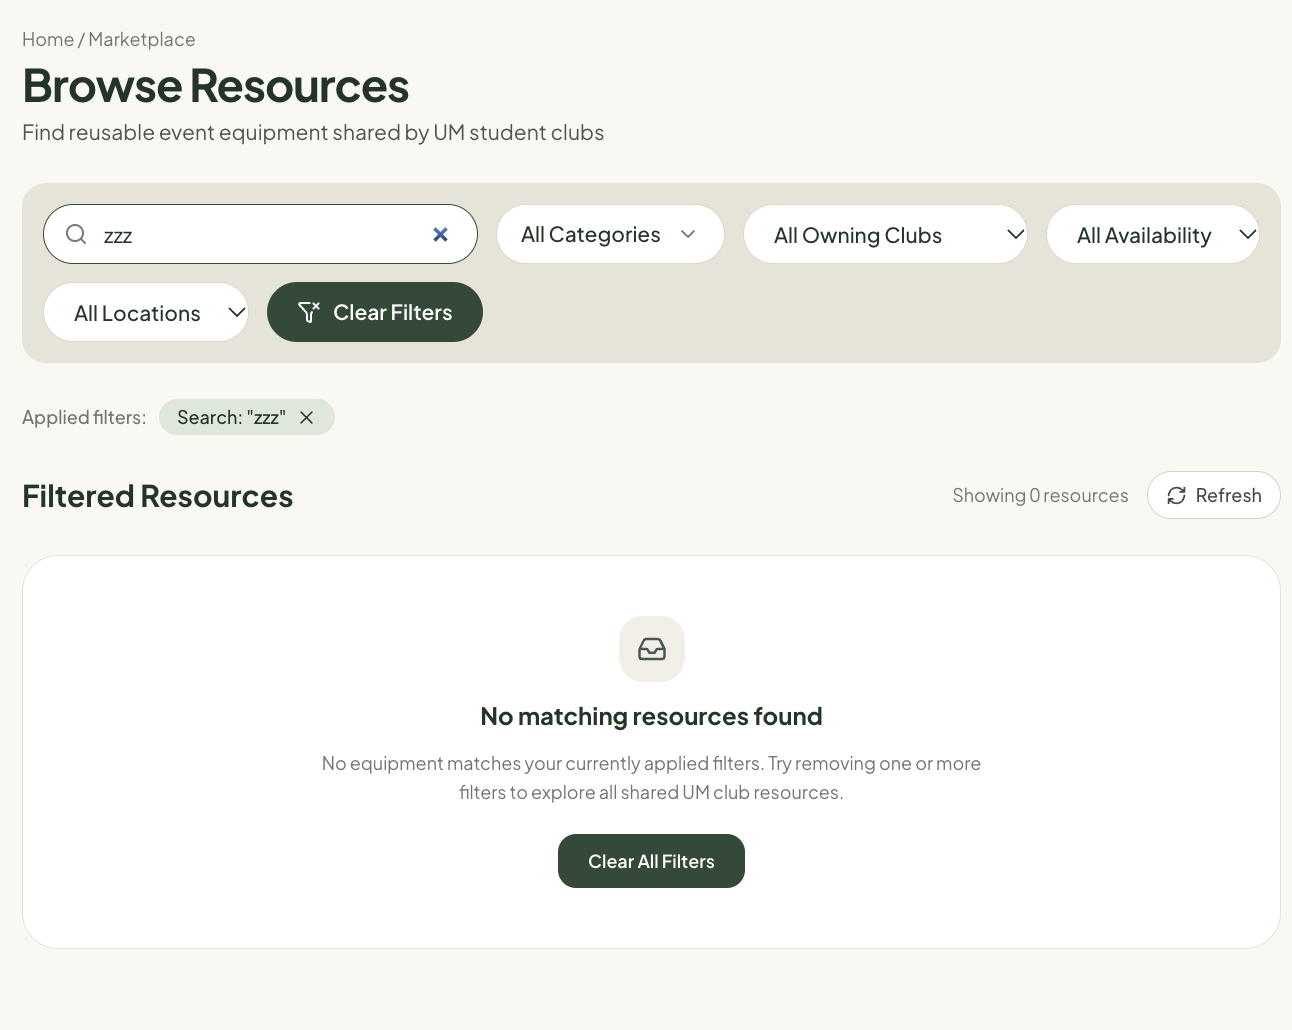 Home / Marketplace
Browse Resources
Find reusable event equipment shared by UM student clubs
zzz
All Categories
All Owning Clubs
All Availability
All Locations
Clear Filters
Applied filters:
Search: "zzz"
Filtered Resources
Showing 0 resources
Refresh
No matching resources found
No equipment matches your currently applied filters. Try removing one or more
filters to explore all shared UM club resources.
Clear All Filters